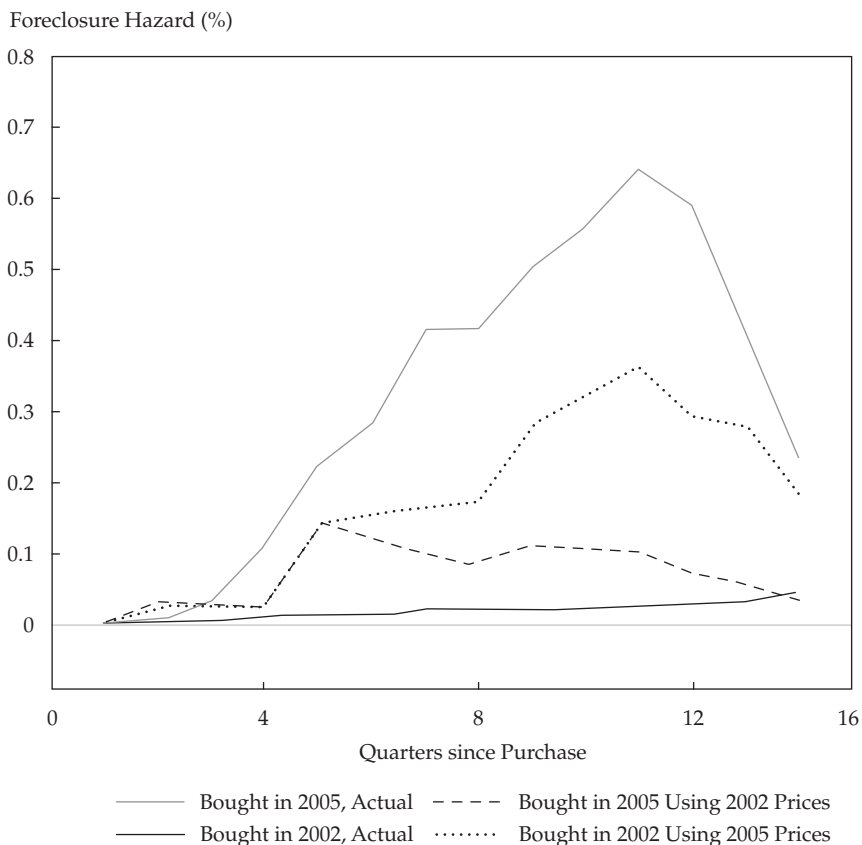 Foreclosure Hazard (%)
0.8
0.7
0.6
0.5
0.4
0.3
0.2
0.1
0
0 4 8 12 16
Quarters since Purchase
Bought in 2005, Actual Bought in 2005 Using 2002 Prices
Bought in 2002, Actual Bought in 2002 Using 2005 Prices